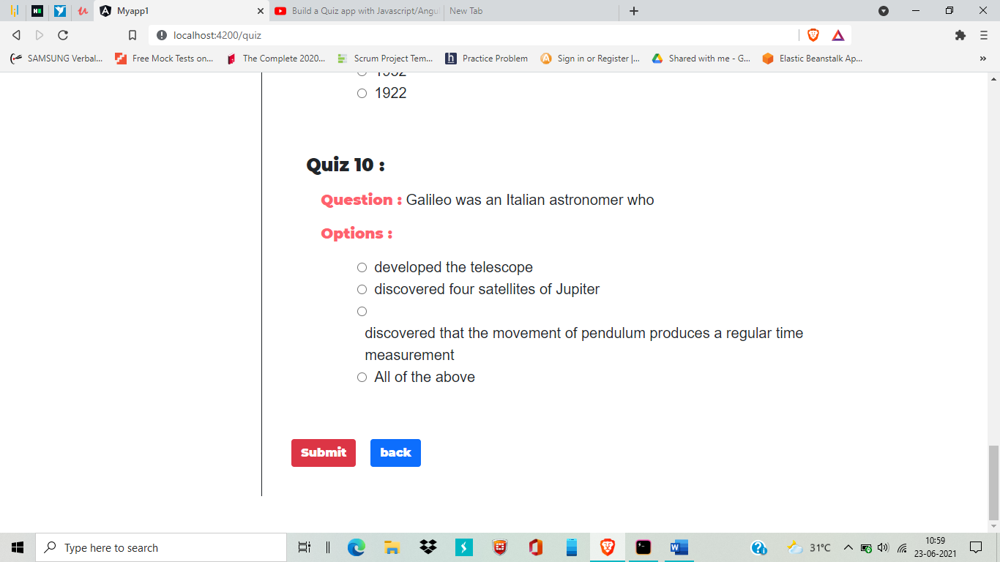 Myapp1
Build a Quiz app with Javascript/Angu
New Tab
localhost:4200/quiz
SAMSUNG Verbal...
Free Mock Tests on...
The Complete 2020...
Scrum Project Tem...
Practice Problem
Sign in or Register |...
Shared with me - G...
Elastic Beanstalk Ap...
1922
Quiz 10 :
Question : Galileo was an Italian astronomer who
Options :
developed the telescope
discovered four satellites of Jupiter
discovered that the movement of pendulum produces a regular time
measurement
All of the above
Submit
back
Type here to search
31°C
10:59
23-06-2021